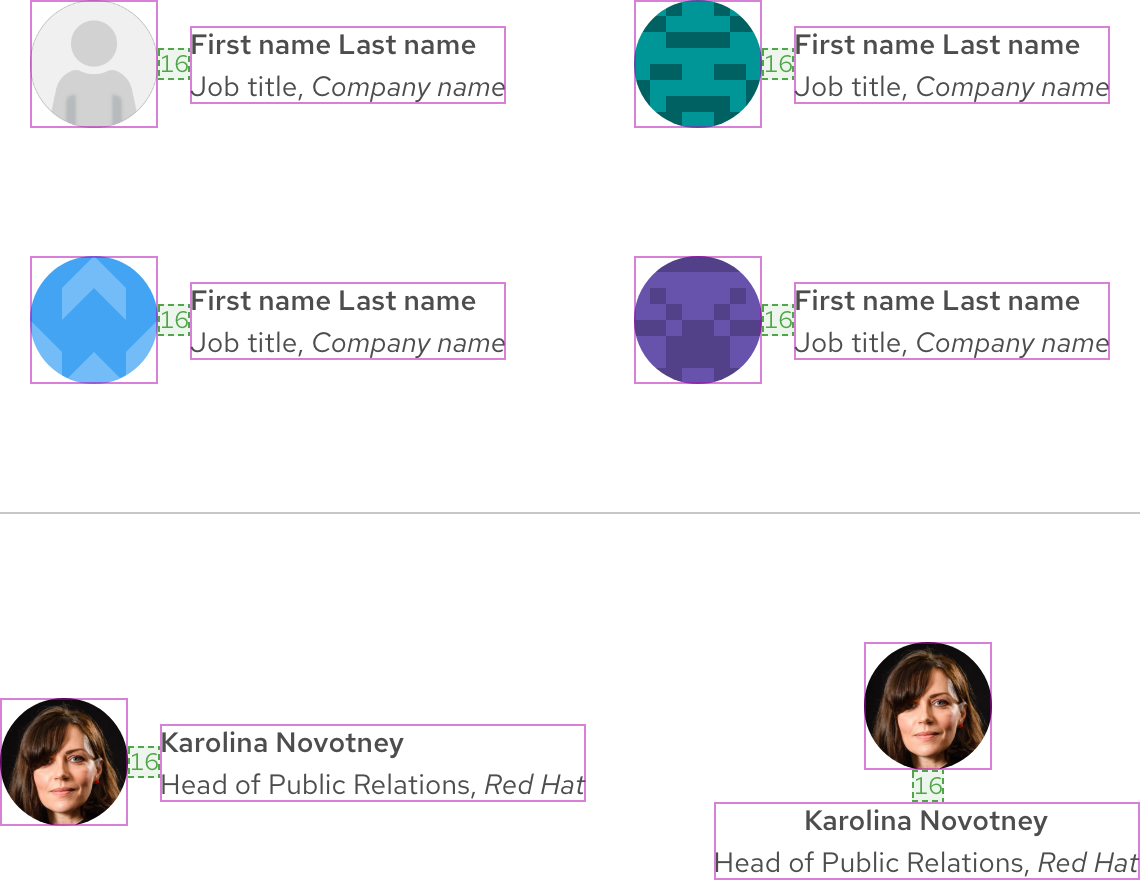 First name Last name
16
Job title, Company name
First name Last name
16
Job title, Company name
First name Last name
16
Job title, Company name
First name Last name
16
Job title, Company name
Karolina Novotney
16
Head of Public Relations, Red Hat
16
Karolina Novotney
Head of Public Relations, Red Hat